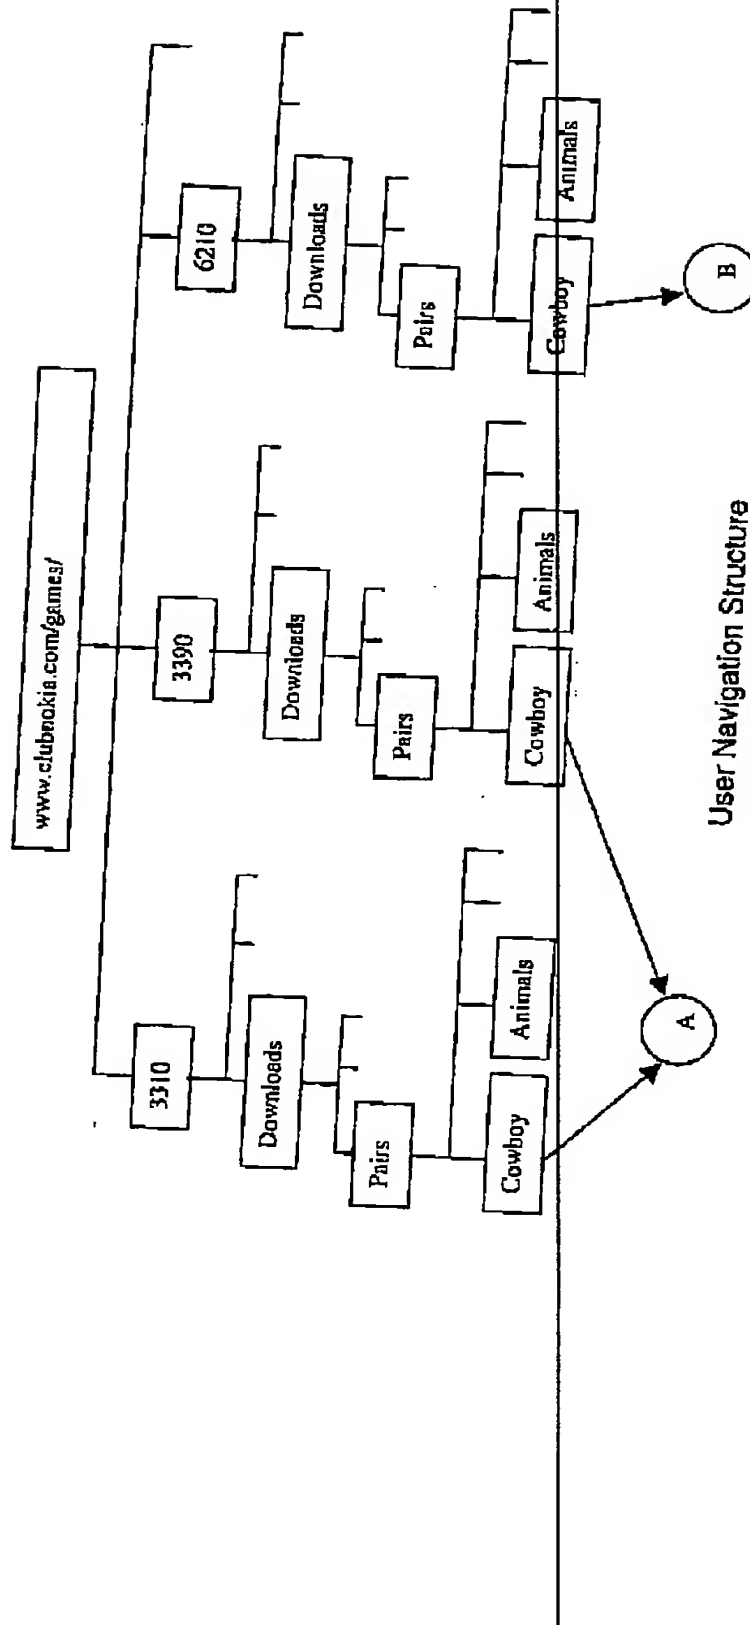 www.clubnokia.com/games/
3310
3390
6210
Downloads
Downloads
Downloads
Pairs
Pairs
Pairs
Cowboy
Animals
Cowboy
Animals
Cowboy
Animals
A
B
User Navigation Structure